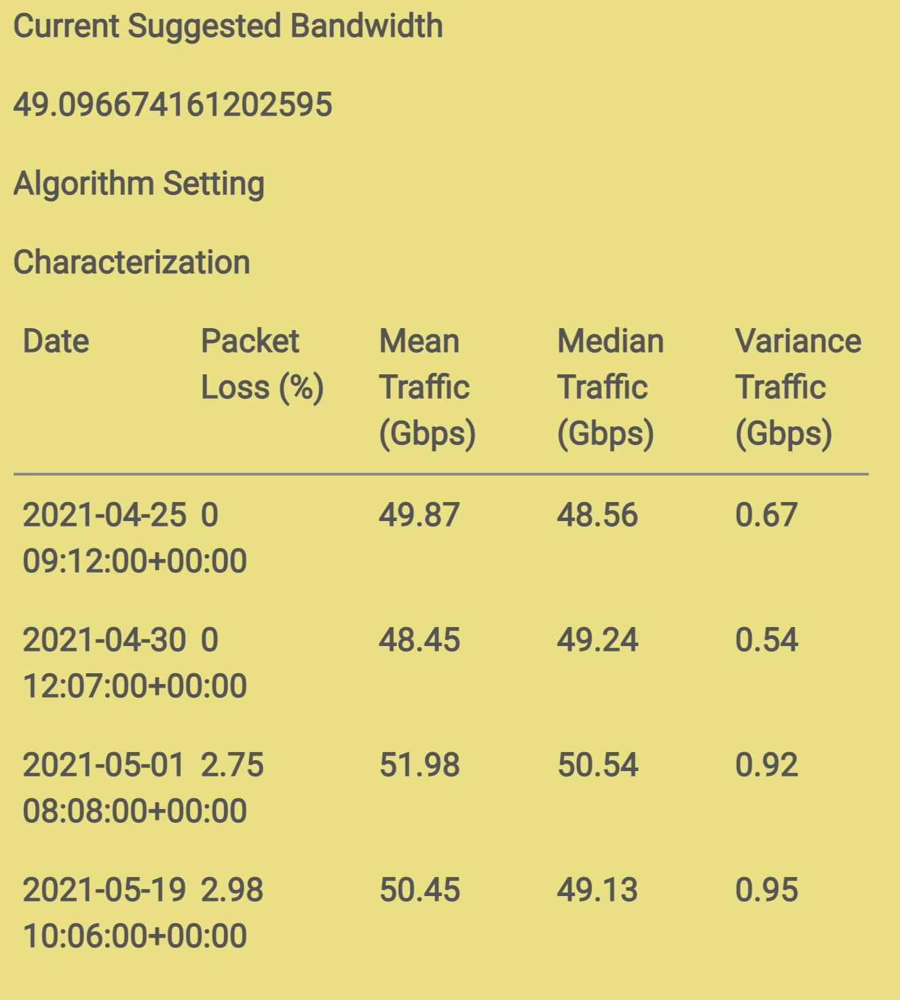 Current Suggested Bandwidth
49.096674161202595
Algorithm Setting
Characterization
Date Packet Mean Median Variance
Loss (%) Traffic Traffic Traffic
(Gbps) (Gbps) (Gbps)
2021-04-25 0 49.87 48.56 0.67
09:12:00+00:00
2021-04-30 0 48.45 49.24 0.54
12:07:00+00:00
2021-05-01 2.75 51.98 50.54 0.92
08:08:00+00:00
2021-05-19 2.98 50.45 49.13 0.95
10:06:00+00:00